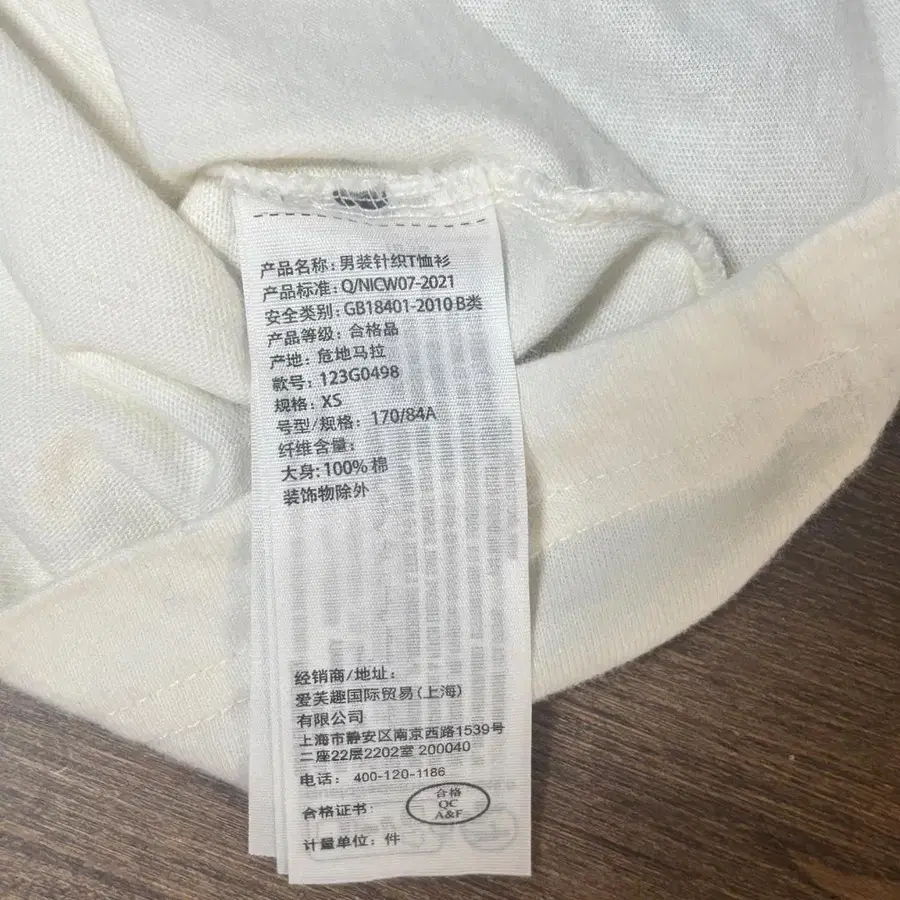 产品名称：男装针织T恤衫
产品标准：Q/NICW07-2021
安全类别：GB18401-2010 B类
产品等级：合格品
产地：危地马拉
款号：123G0498
规格：XS
号型/规格：170/84A
纤维含量：
大身：100% 棉
装饰物除外
经销商/地址：
爱芙趣国际贸易（上海）
有限公司
上海市静安区南京西路1539号
二座22层2202室 200040
电话：400-120-1186
合格证书：
合格
QC
A&F
计量单位：件